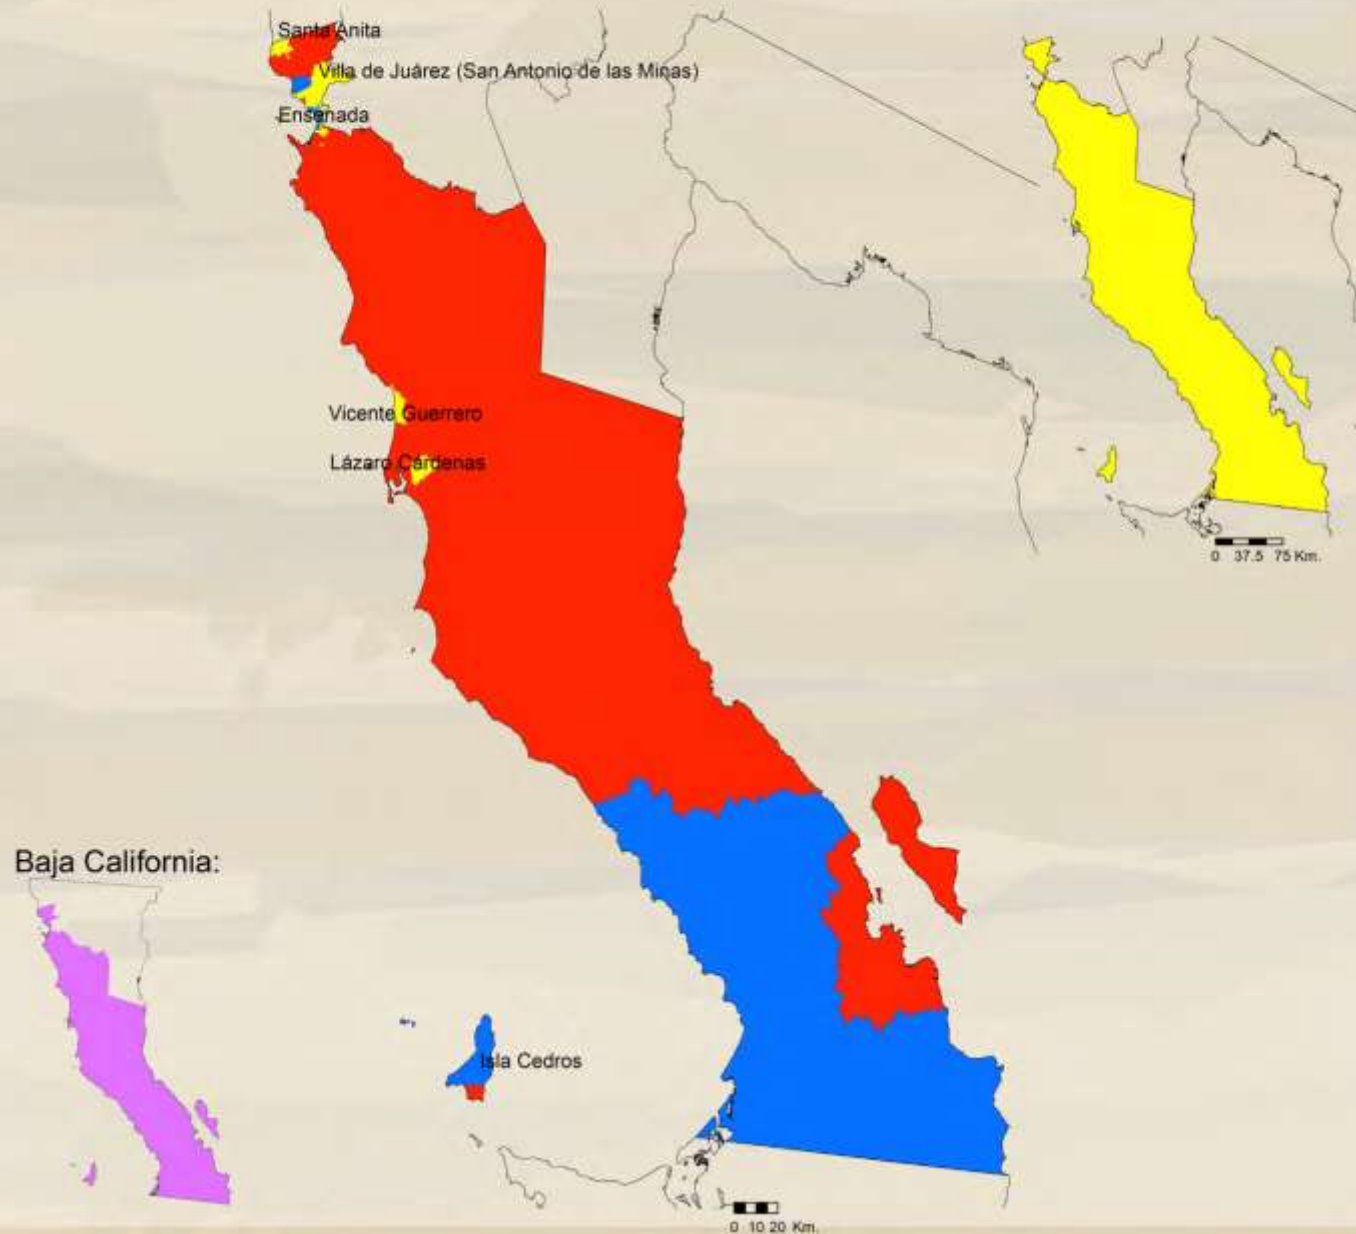 Santa Anita
Villa de Juárez (San Antonio de las Minas)
Ensenada
Vicente Guerrero
Lázaro Cárdenas
0 37.5 75 Km.
Baja California:
Isla Cedros
0 10 20 Km.